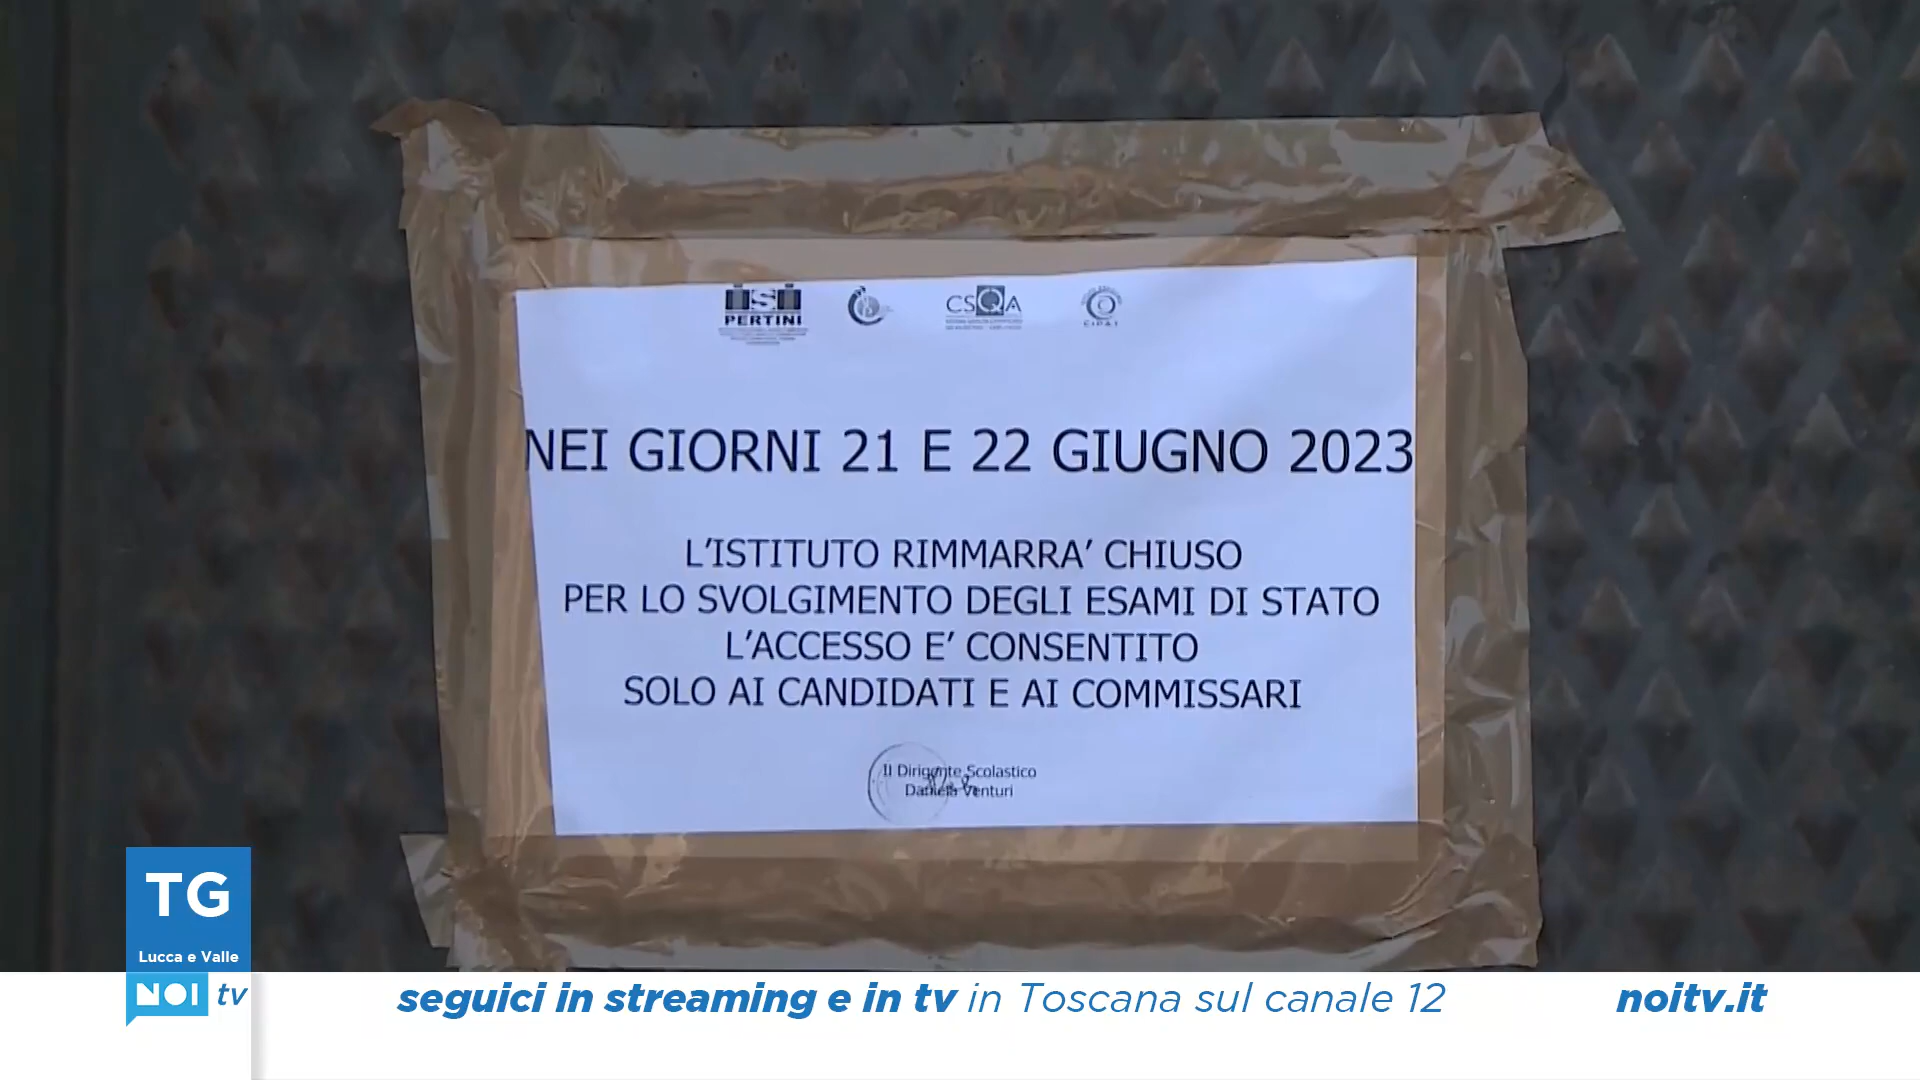 ISI
PERTINI
CSQA
CIPAT
NEI GIORNI 21 E 22 GIUGNO 2023
L'ISTITUTO RIMMARRA' CHIUSO
PER LO SVOLGIMENTO DEGLI ESAMI DI STATO
L'ACCESSO E' CONSENTITO
SOLO AI CANDIDATI E AI COMMISSARI
Il Dirigente Scolastico
Daniela Venturi
TG
Lucca e Valle
NOI tv
seguici in streaming e in tv in Toscana sul canale 12
noitv.it